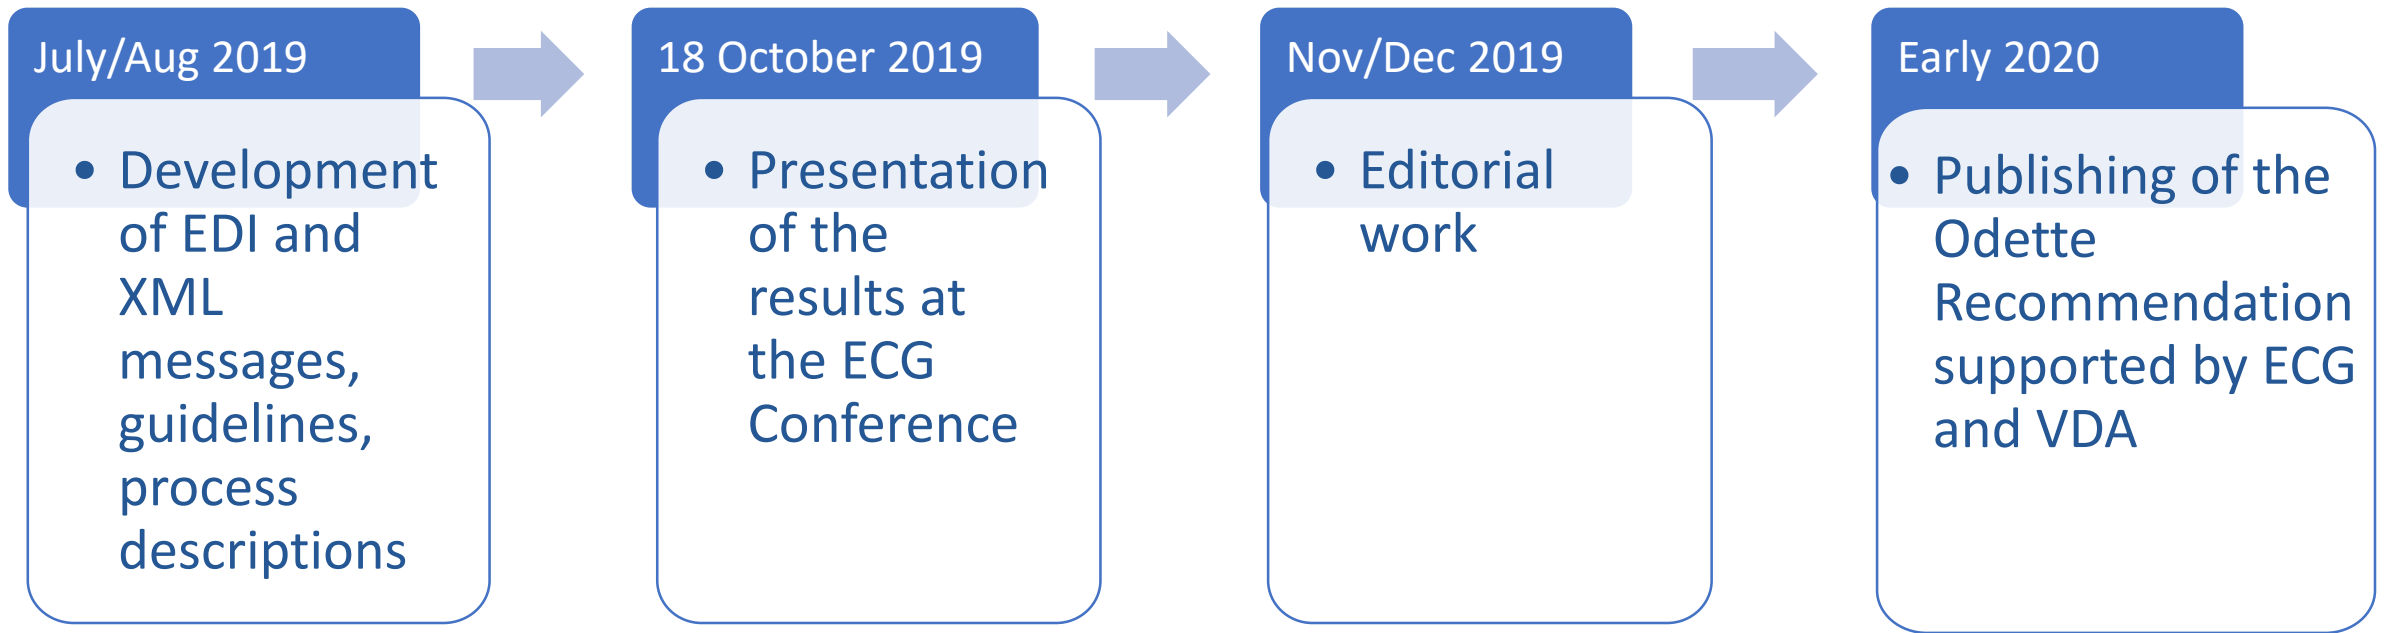 July/Aug 2019
• Development
of EDI and
XML
messages,
guidelines,
process
descriptions
18 October 2019
• Presentation
of the
results at
the ECG
Conference
Nov/Dec 2019
• Editorial
work
Early 2020
• Publishing of the
Odette
Recommendation
supported by ECG
and VDA